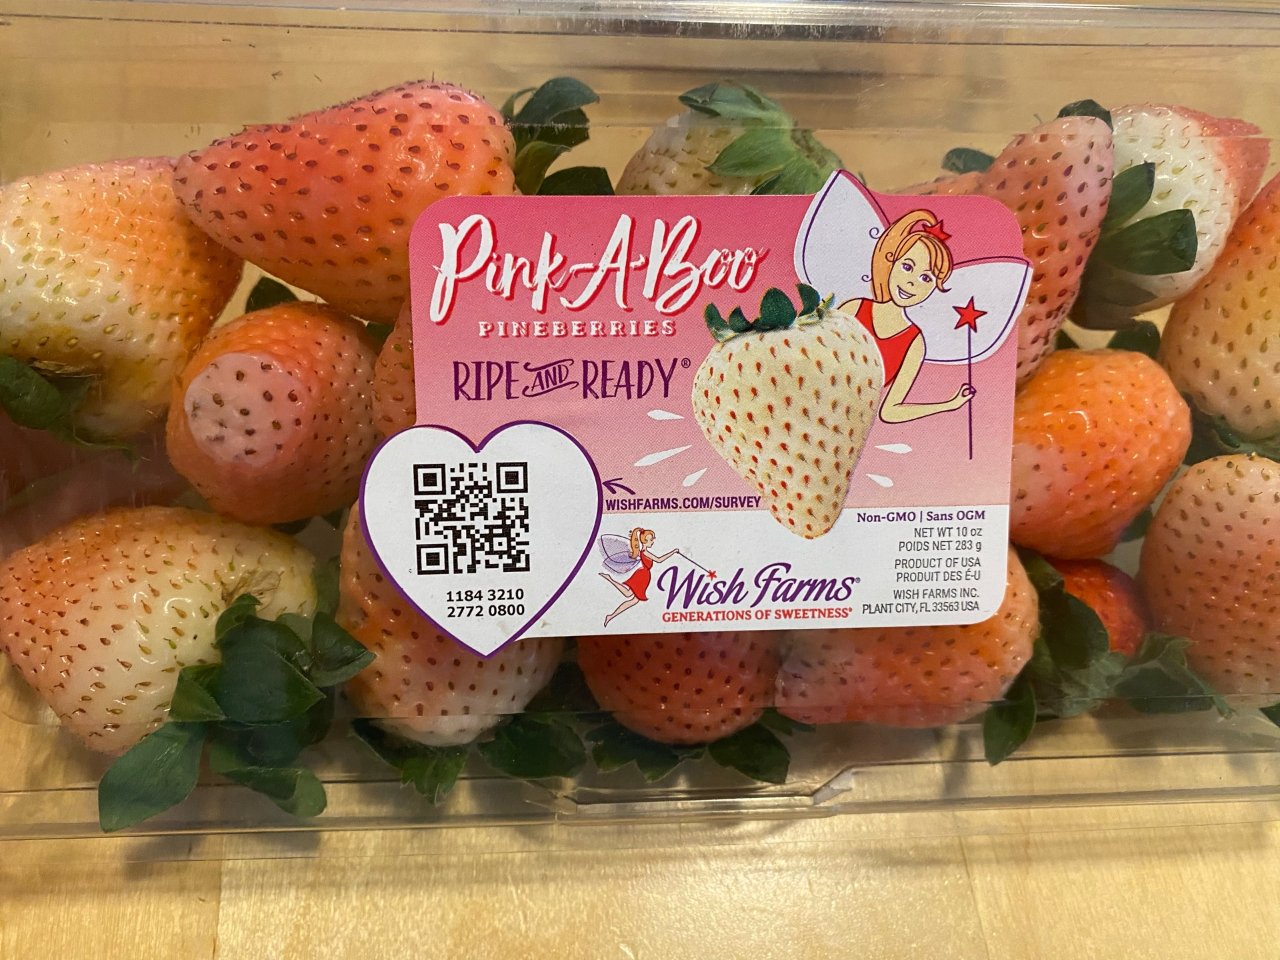 Pink-A-Boo
PINEBERRIES
RIPE AND READY®
WISHFARMS.COM/SURVEY
1184 3210
2772 0800
Wish Farms®
GENERATIONS OF SWEETNESS®
Non-GMO | Sans OGM
NET WT 10 oz
POIDS NET 283 g
PRODUCT OF USA
PRODUIT DES É-U
WISH FARMS INC.
PLANT CITY, FL 33563 USA